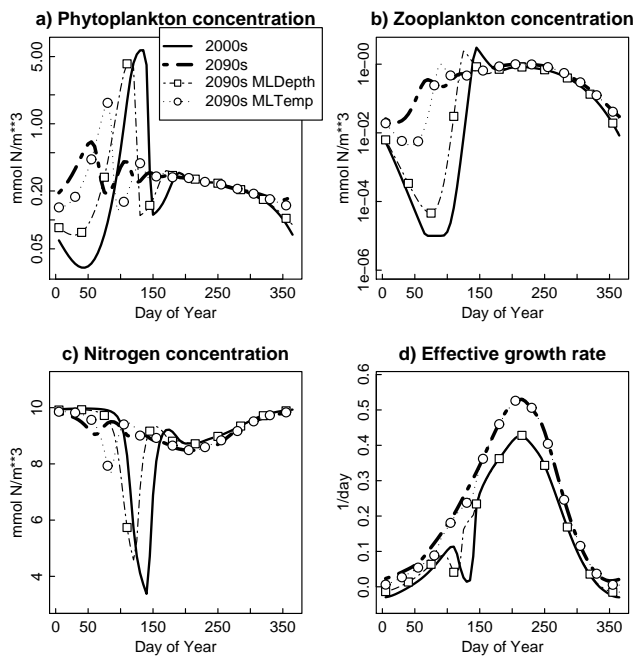 a) Phytoplankton concentration
b) Zooplankton concentration
2000s
2090s
2090s MLDepth
2090s MLTemp
mmol N/m**3
5.00
1.00
0.20
0.05
0 50 150 250 350
Day of Year
mmol N/m**3
1e−00
1e−02
1e−04
1e−06
0 50 150 250 350
Day of Year
c) Nitrogen concentration
d) Effective growth rate
mmol N/m**3
10
8
6
4
0 50 150 250 350
Day of Year
1/day
0.6
0.5
0.4
0.3
0.2
0.1
0.0
0 50 150 250 350
Day of Year